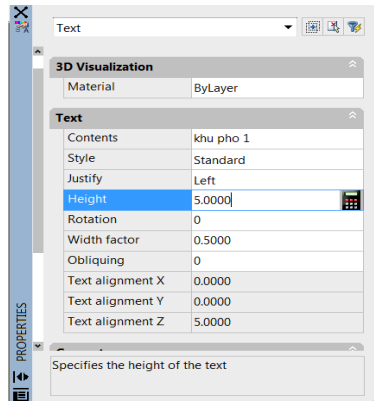 Text
3D Visualization
Material ByLayer
Text
Contents khu pho 1
Style Standard
Justify Left
Height 5.0000
Rotation 0
Width factor 0.5000
Obliquing 0
Text alignment X 0.0000
Text alignment Y 0.0000
Text alignment Z 5.0000
Specifies the height of the text
PROPERTIES